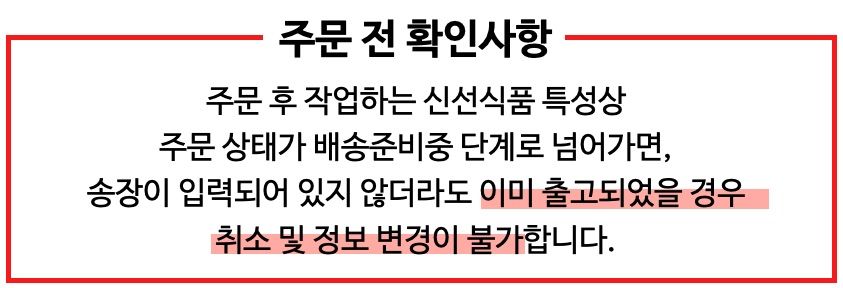 주문 전 확인사항
주문 후 작업하는 신선식품 특성상
주문 상태가 배송준비중 단계로 넘어가면,
송장이 입력되어 있지 않더라도 이미 출고되었을 경우
취소 및 정보 변경이 불가합니다.